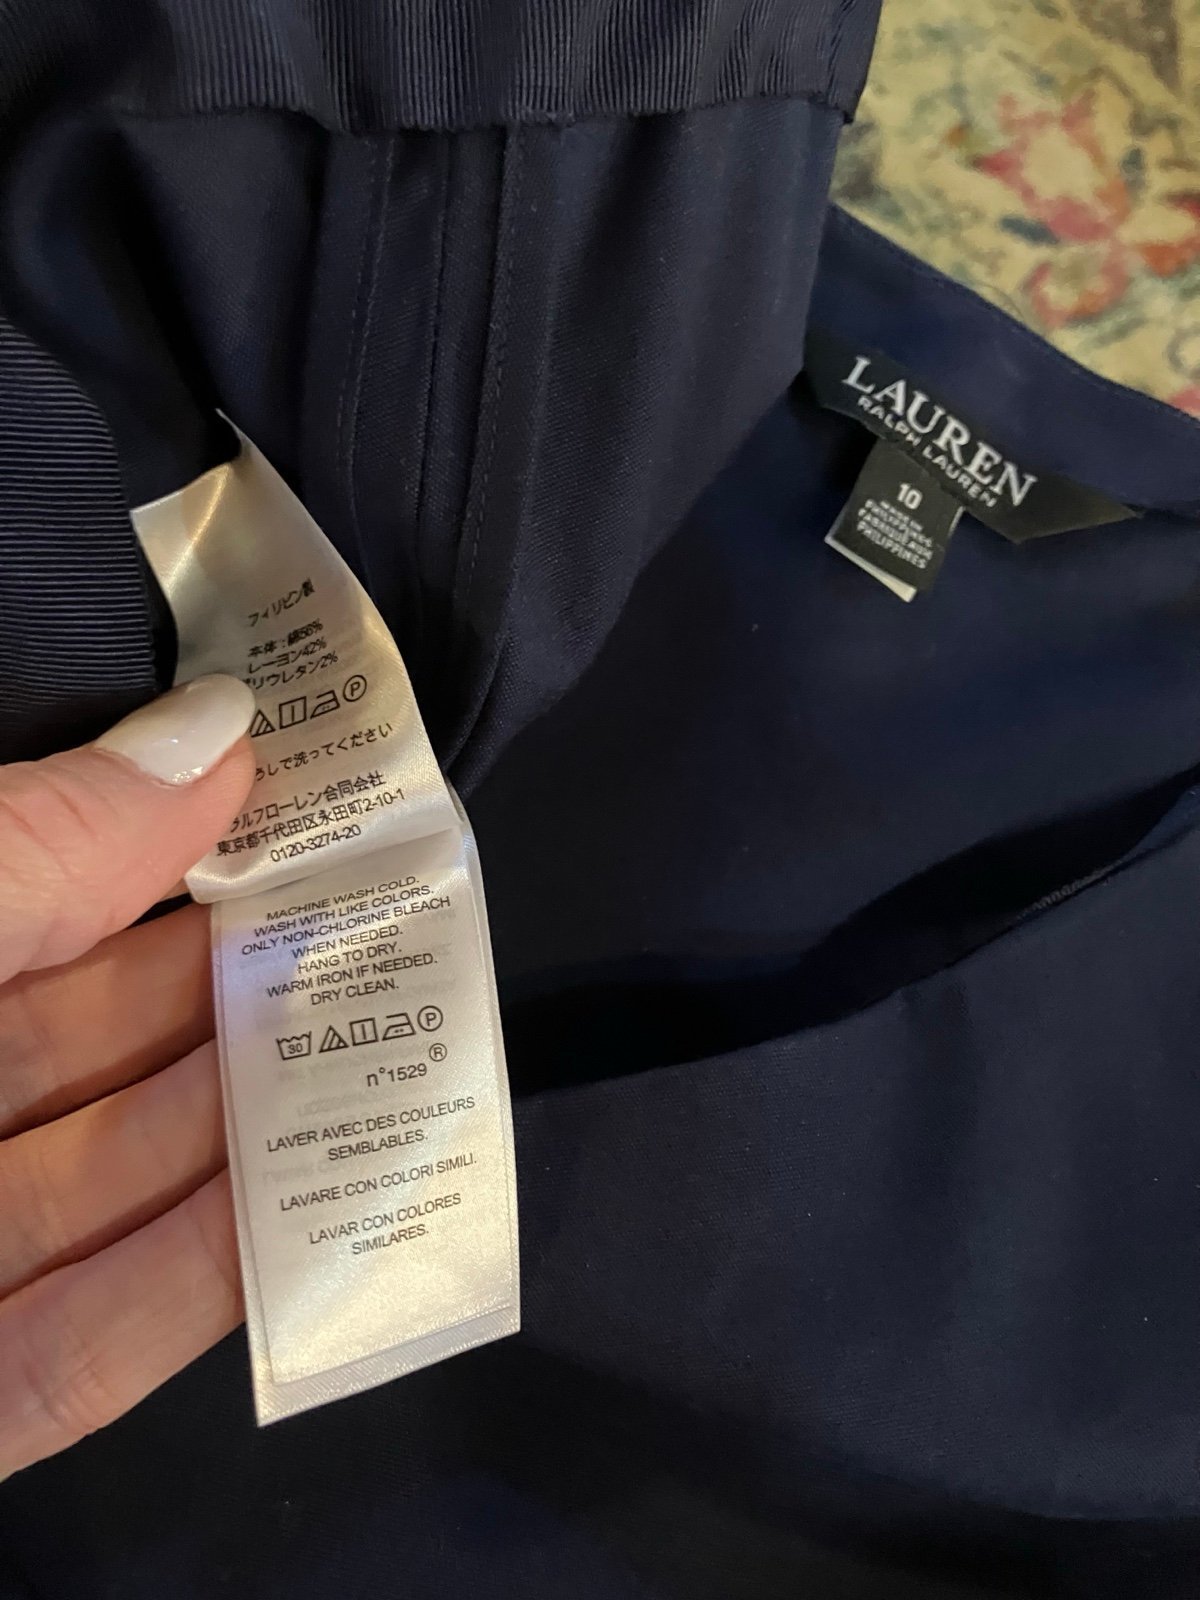 LAUREN
RALPH LAUREN
10
MADE IN
PHILIPPINES
FABRIQUE AUX
PHILIPPINES
フィリピン製
本体:綿56%
レーヨン42%
リウレタン2%
P
ろしで洗ってください
ラルフローレン合同会社
東京都千代田区永田町2-10-1
0120-3274-20
MACHINE WASH COLD.
WASH WITH LIKE COLORS.
ONLY NON-CHLORINE BLEACH
WHEN NEEDED.
HANG TO DRY.
WARM IRON IF NEEDED.
DRY CLEAN.
30 P
n°1529®
LAVER AVEC DES COULEURS
SEMBLABLES.
LAVARE CON COLORI SIMILI.
LAVAR CON COLORES
SIMILARES.